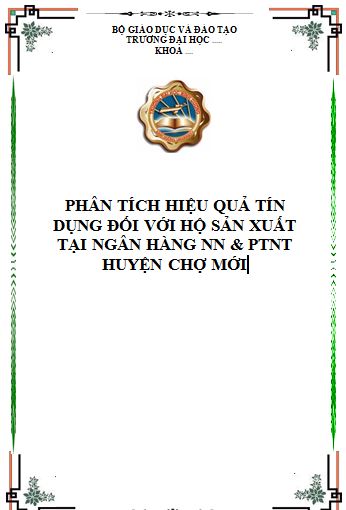 BỘ GIÁO DỤC VÀ ĐÀO TẠO
TRƯỜNG ĐẠI HỌC .....
KHOA ....
PHÂN TÍCH HIỆU QUẢ TÍN
DỤNG ĐỐI VỚI HỘ SẢN XUẤT
TẠI NGÂN HÀNG NN & PTNT
HUYỆN CHỢ MỚI